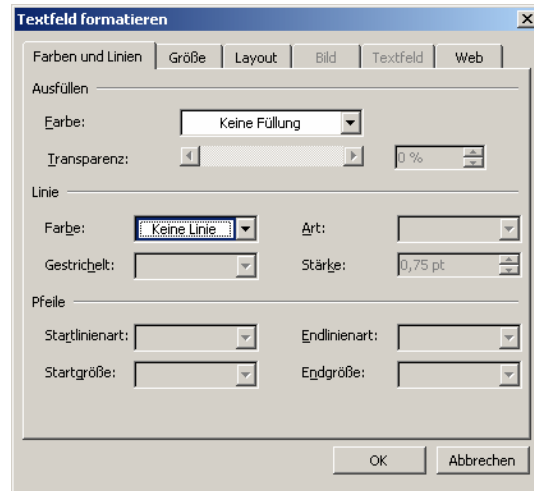 Textfeld formatieren
Farben und Linien Größe Layout Bild Textfeld Web
Ausfüllen
Farbe: Keine Füllung
Transparenz: 0 %
Linie
Farbe: Keine Linie Art:
Gestrichelt: Stärke: 0,75 pt
Pfeile
Startlinienart: Endlinienart:
Startgröße: Endgröße:
OK Abbrechen